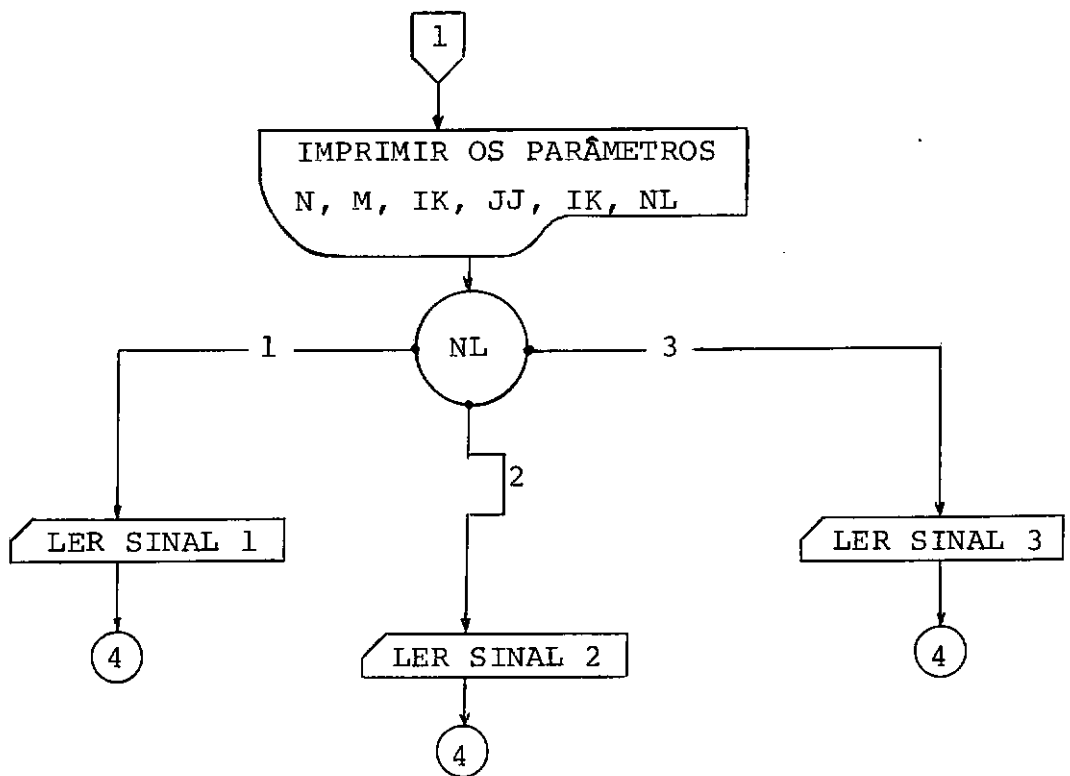 1
IMPRIMIR OS PARÂMETROS
N, M, IK, JJ, IK, NL
1
NL
3
2
LER SINAL 1
LER SINAL 3
4
LER SINAL 2
4
4